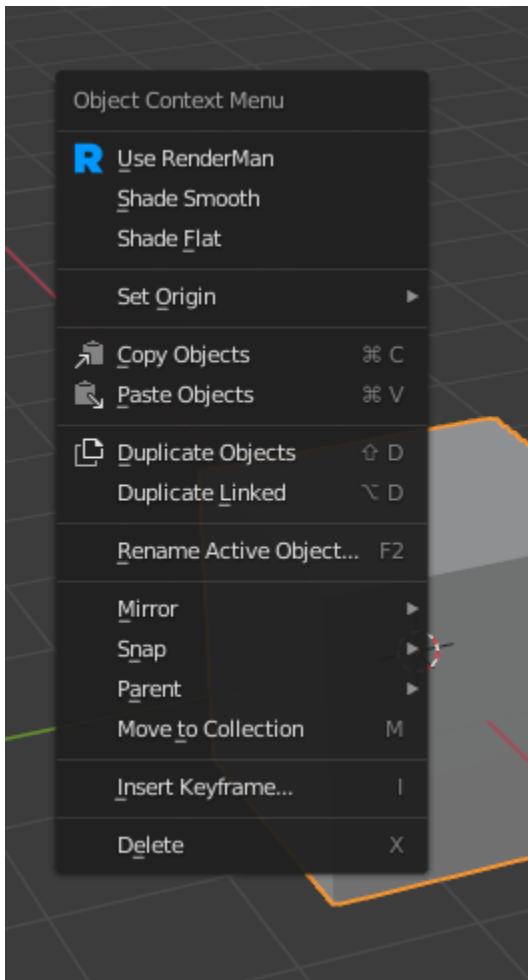 Object Context Menu
R Use RenderMan
Shade Smooth
Shade Flat
Set Origin
Copy Objects ⌘ C
Paste Objects ⌘ V
Duplicate Objects ⇧ D
Duplicate Linked ⌥ D
Rename Active Object... F2
Mirror
Snap
Parent
Move to Collection M
Insert Keyframe... I
Delete X